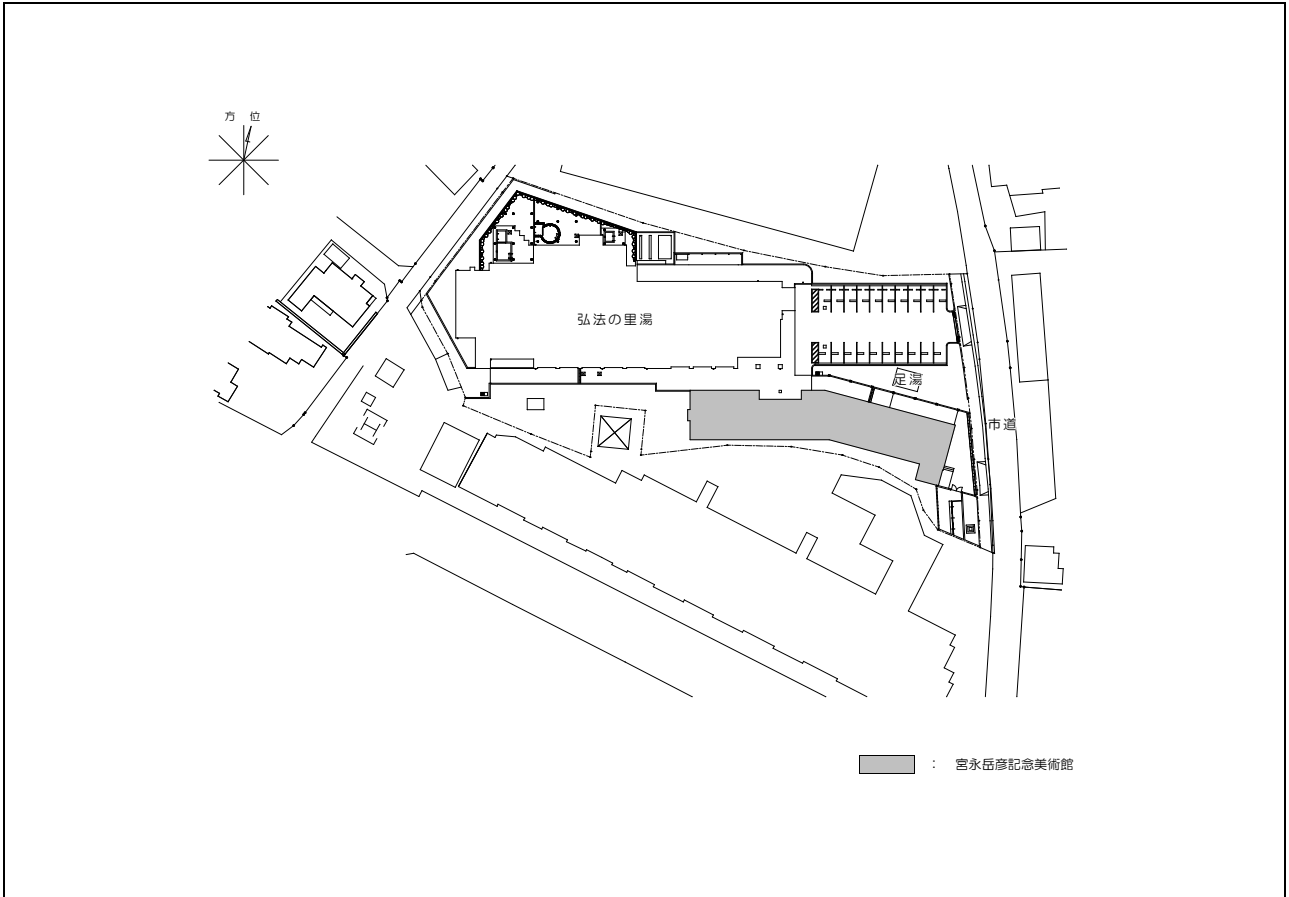 方 位
弘法の里湯
足湯
市道
： 宮永岳彦記念美術館